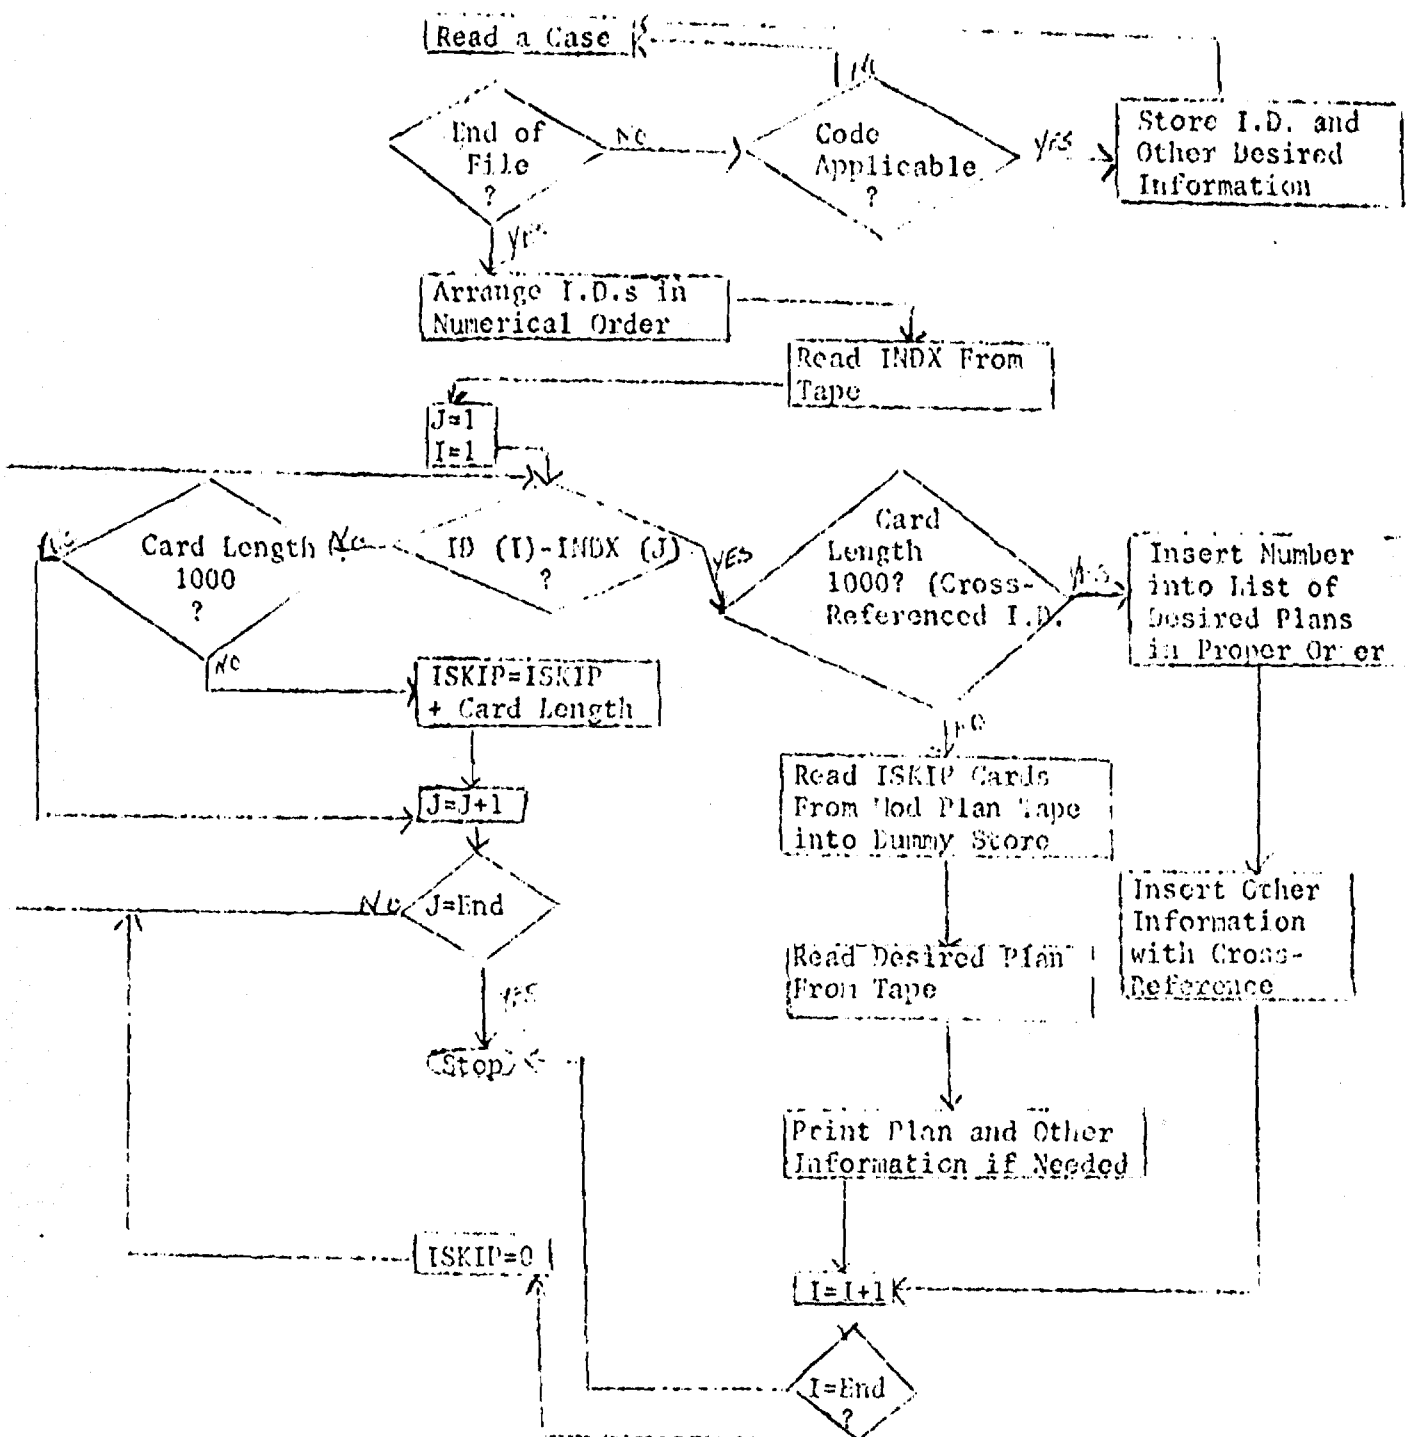 Read a Case
End of
File
?
NO
Code
Applicable
?
YES
Store I.D. and
Other Desired
Information
YES
Arrange I.D.s in
Numerical Order
Read INDX From
Tape
J=1
I=1
Card Length
1000
?
No
ID (I)-INDX (J)
?
YES
Card
Length
1000? (Cross-
Referenced I.D.
YES
Insert Number
into List of
Desired Plans
in Proper Or er
NO
ISKIP=ISKIP
+ Card Length
NO
Read ISKIP Cards
From Mod Plan Tape
into Dummy Store
J=J+1
No
J=End
Insert Other
Information
with Cross-
Reference
Read Desired Plan
From Tape
YES
Stop
Print Plan and Other
Information if Needed
ISKIP=0
I=I+1
I=End
?